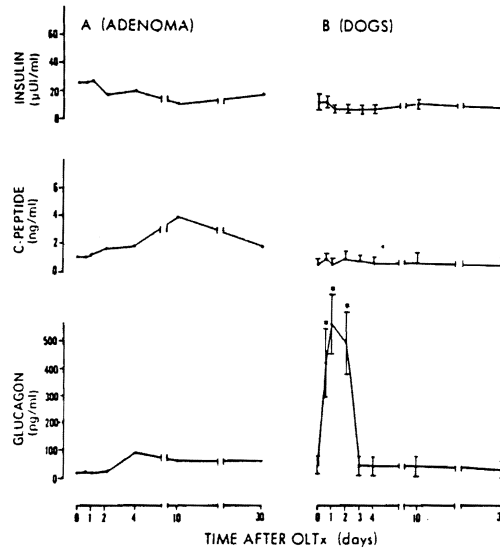 A (ADENOMA)
B (DOGS)
INSULIN
(μU/ml)
60
40
20
0
C-PEPTIDE
(ng/ml)
6
4
2
0
GLUCAGON
(pg/ml)
500
400
300
200
100
0
* * *
0 1 2 4 10 30
0 1 2 3 4 10
TIME AFTER OLTx (days)